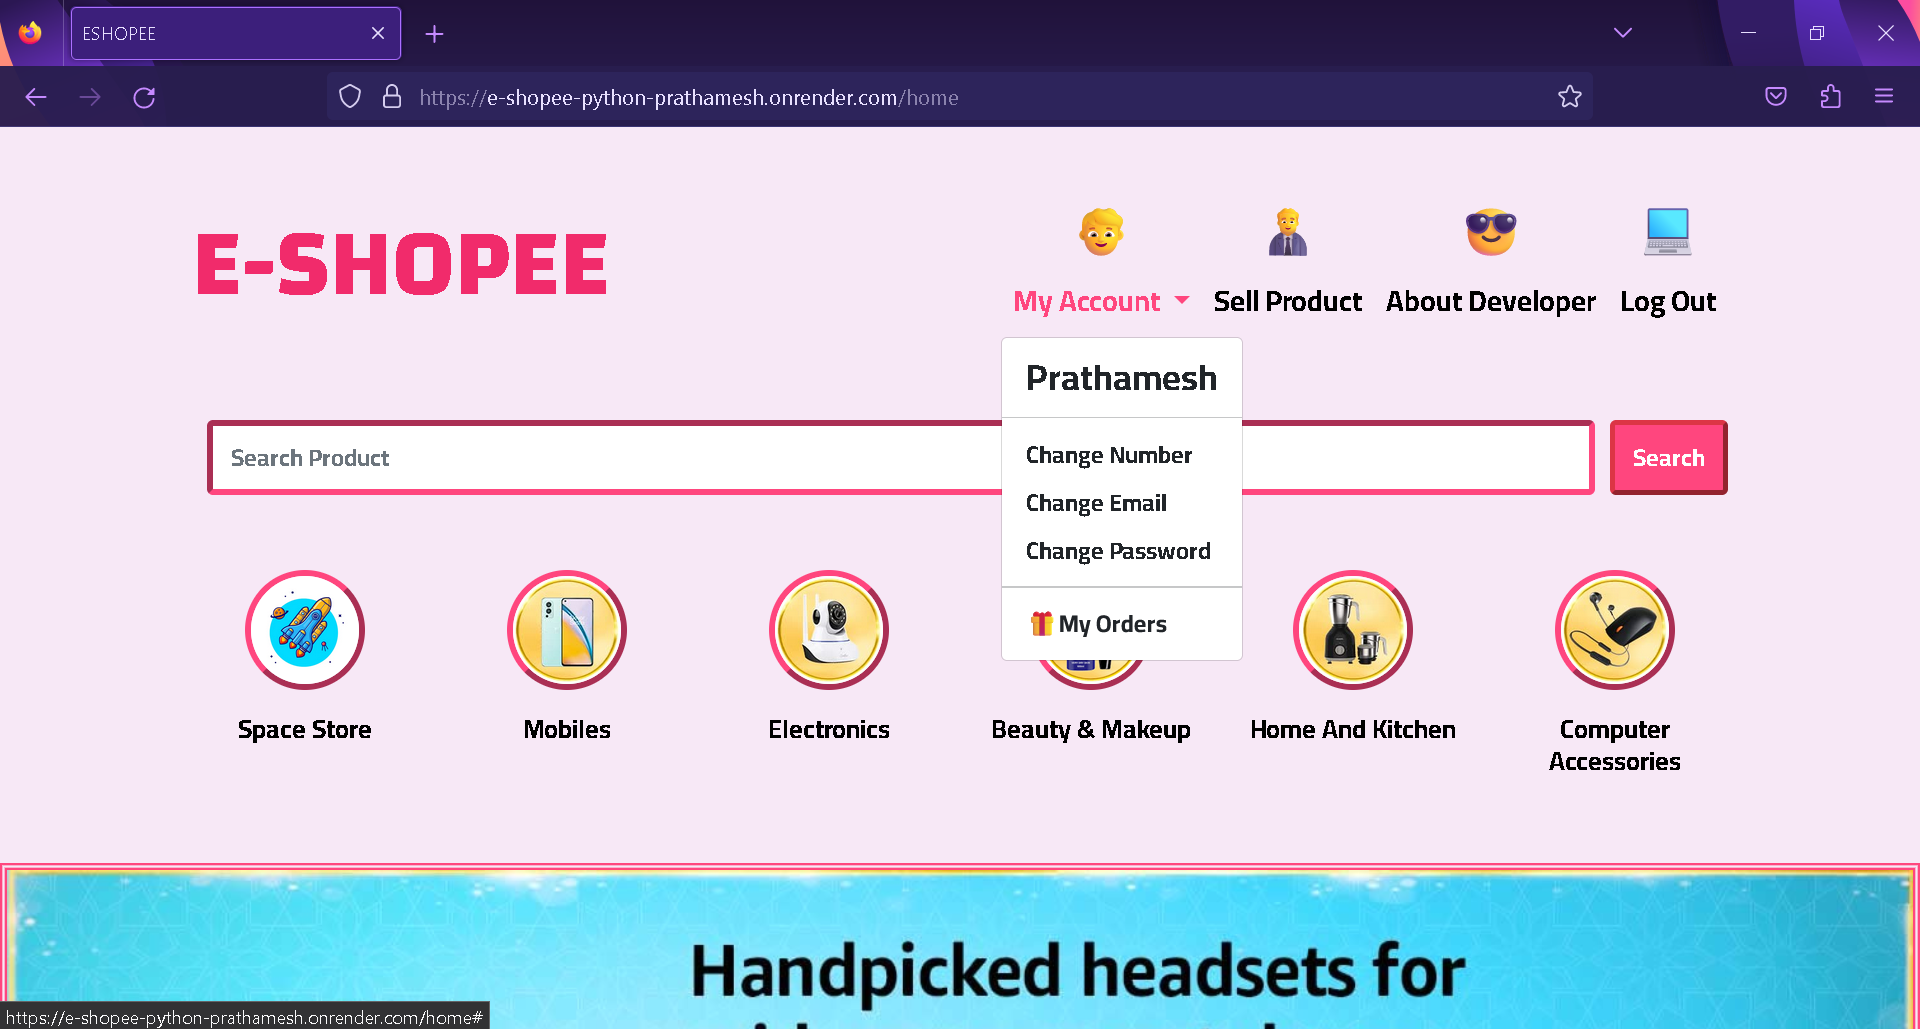 ESHOPEE
https://e-shopee-python-prathamesh.onrender.com/home
E-SHOPEE
My Account
Sell Product
About Developer
Log Out
Prathamesh
Change Number
Change Email
Change Password
My Orders
Search Product
Search
Space Store
Mobiles
Electronics
Beauty & Makeup
Home And Kitchen
Computer
Accessories
Handpicked headsets for
https://e-shopee-python-prathamesh.onrender.com/home#